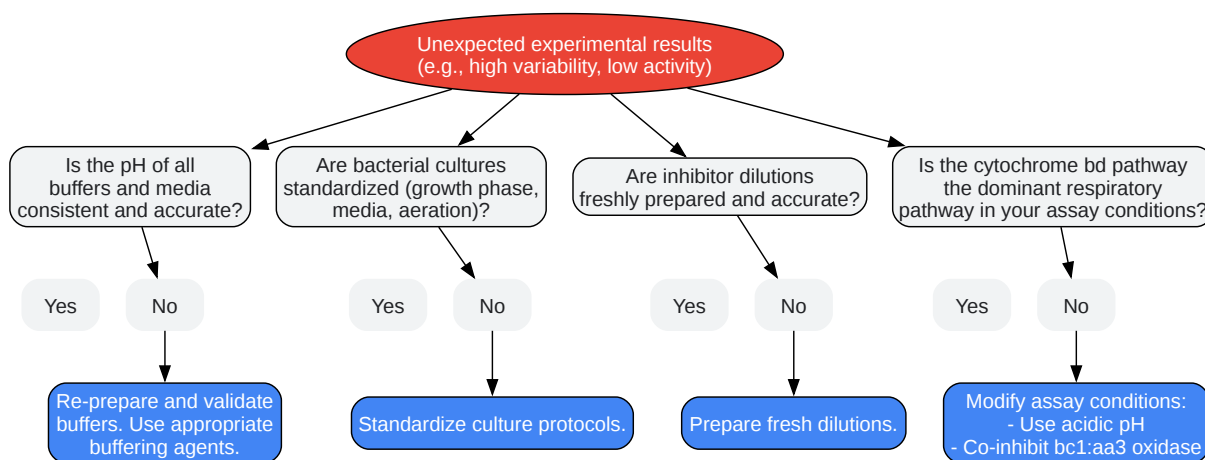 Unexpected experimental results
(e.g., high variability, low activity)
Is the pH of all
buffers and media
consistent and accurate?
Are bacterial cultures
standardized (growth phase,
media, aeration)?
Are inhibitor dilutions
freshly prepared and accurate?
Is the cytochrome bd pathway
the dominant respiratory
pathway in your assay conditions?
Yes
No
Yes
No
Yes
No
Yes
No
Re-prepare and validate
buffers. Use appropriate
buffering agents.
Standardize culture protocols.
Prepare fresh dilutions.
Modify assay conditions:
- Use acidic pH
- Co-inhibit bc1:aa3 oxidase